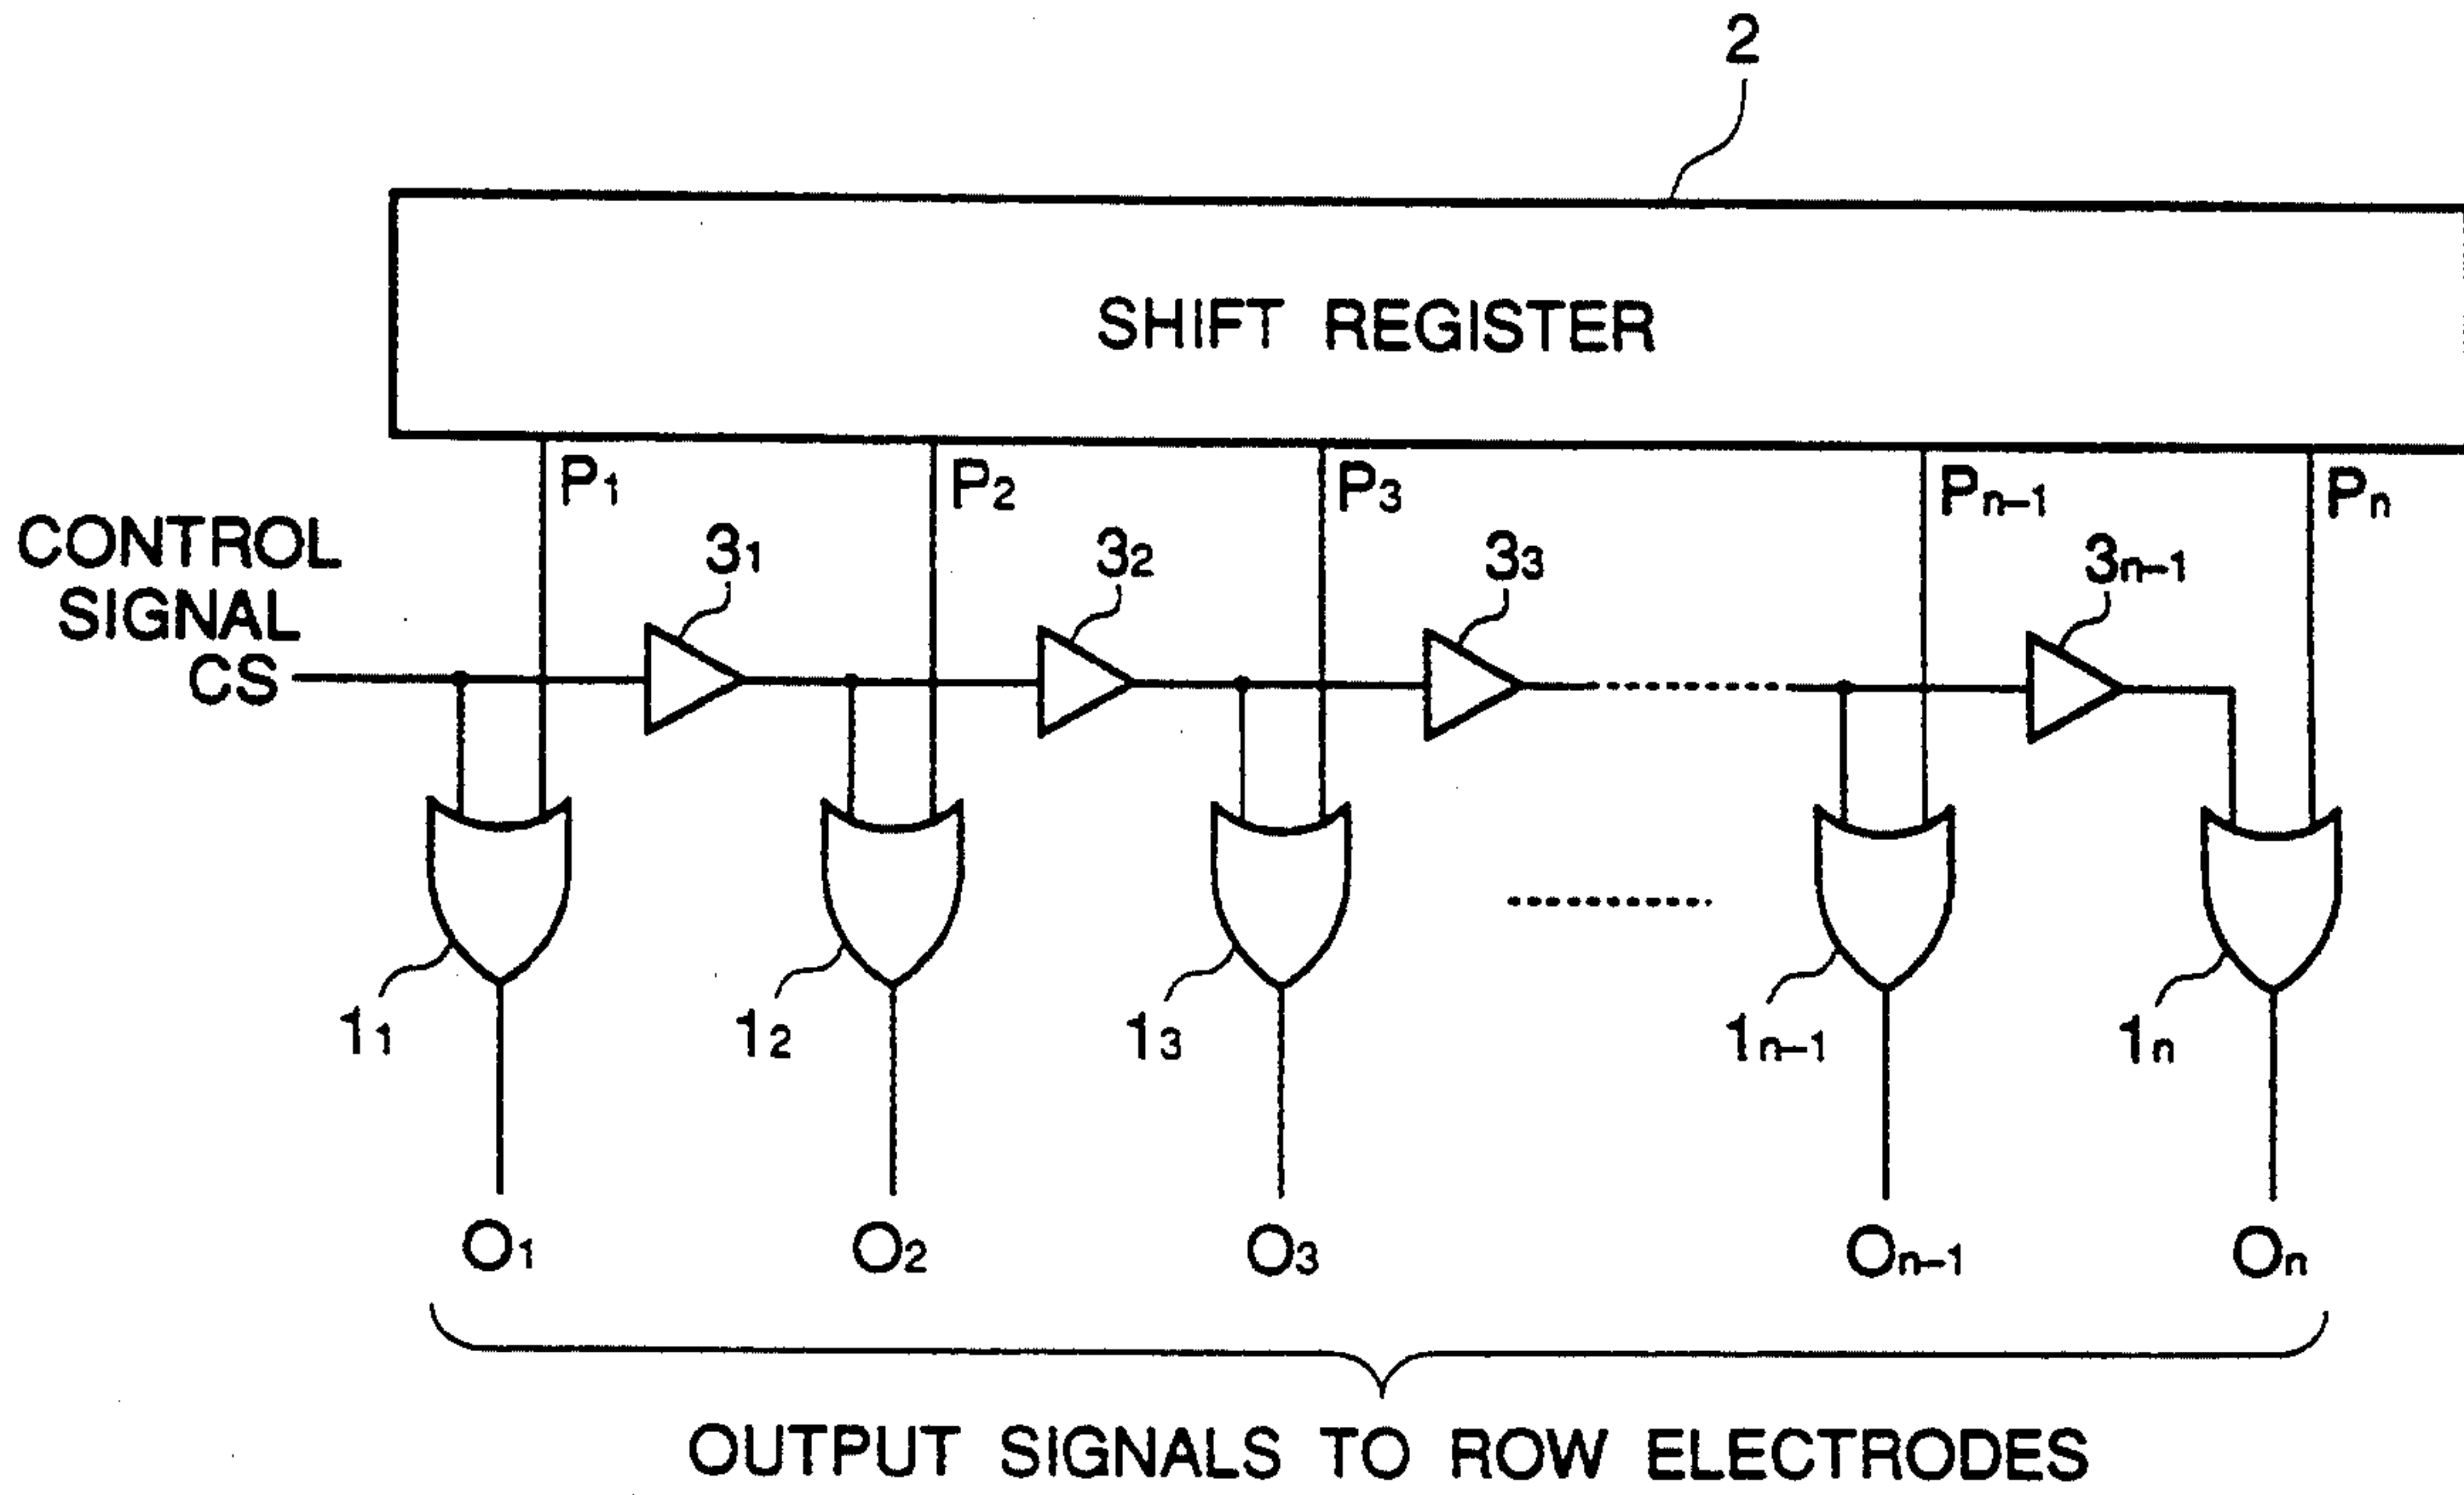 2
SHIFT REGISTER
P1 P2 P3 Pn-1 Pn
CONTROL
SIGNAL
CS
31 32 33 3n-1
11 12 13 1n-1 1n
O1 O2 O3 On-1 On
OUTPUT SIGNALS TO ROW ELECTRODES